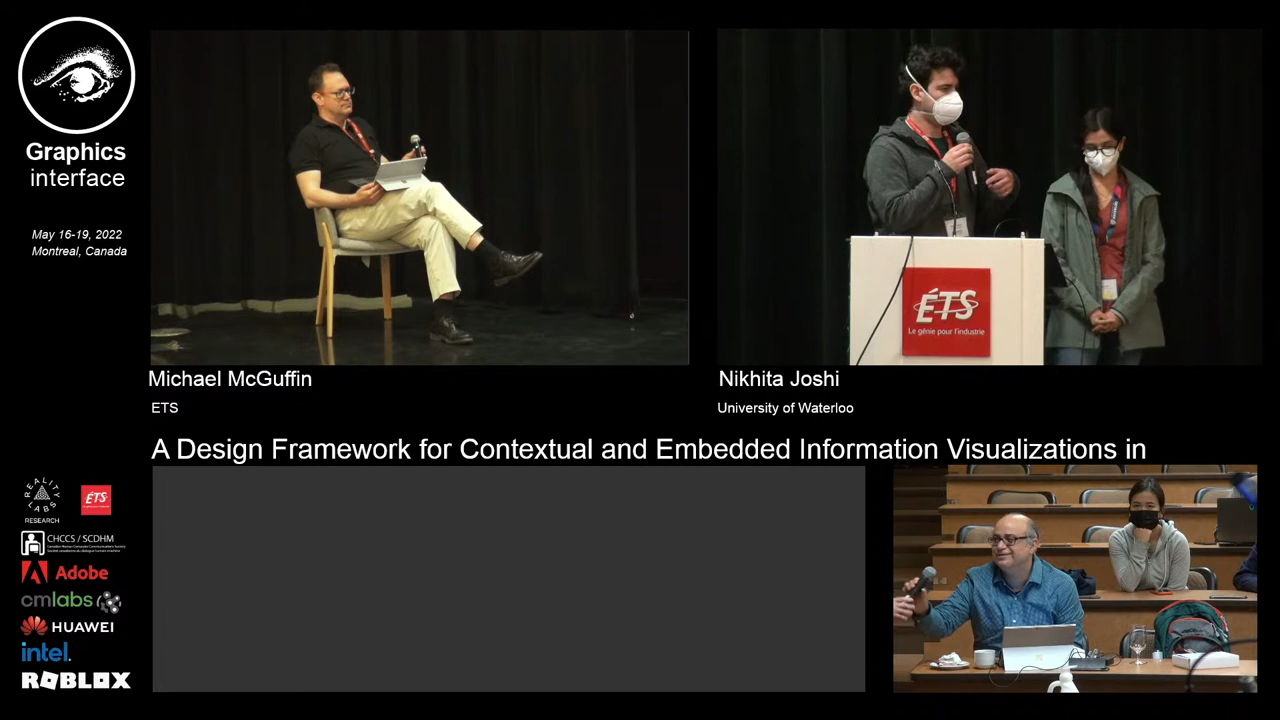 Graphics
interface
May 16-19, 2022
Montreal, Canada
Michael McGuffin
ETS
ÉTS
Le génie pour l'industrie
Nikhita Joshi
University of Waterloo
A Design Framework for Contextual and Embedded Information Visualizations in
REALITY LABS
RESEARCH
ÉTS
CHCCS / SCDHM
Adobe
cmlabs
HUAWEI
intel.
ROBLOX